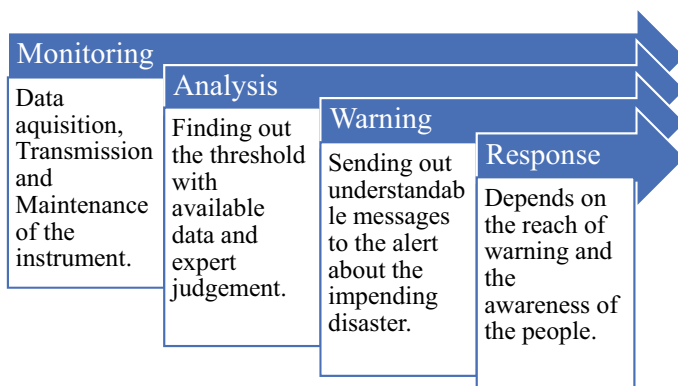 Monitoring
Data
aquisition,
Transmission
and
Maintenance
of the
instrument.
Analysis
Finding out
the threshold
with
available
data and
expert
judgement.
Warning
Sending out
understandab
le messages
to the alert
about the
impending
disaster.
Response
Depends on
the reach of
warning and
the
awareness of
the people.